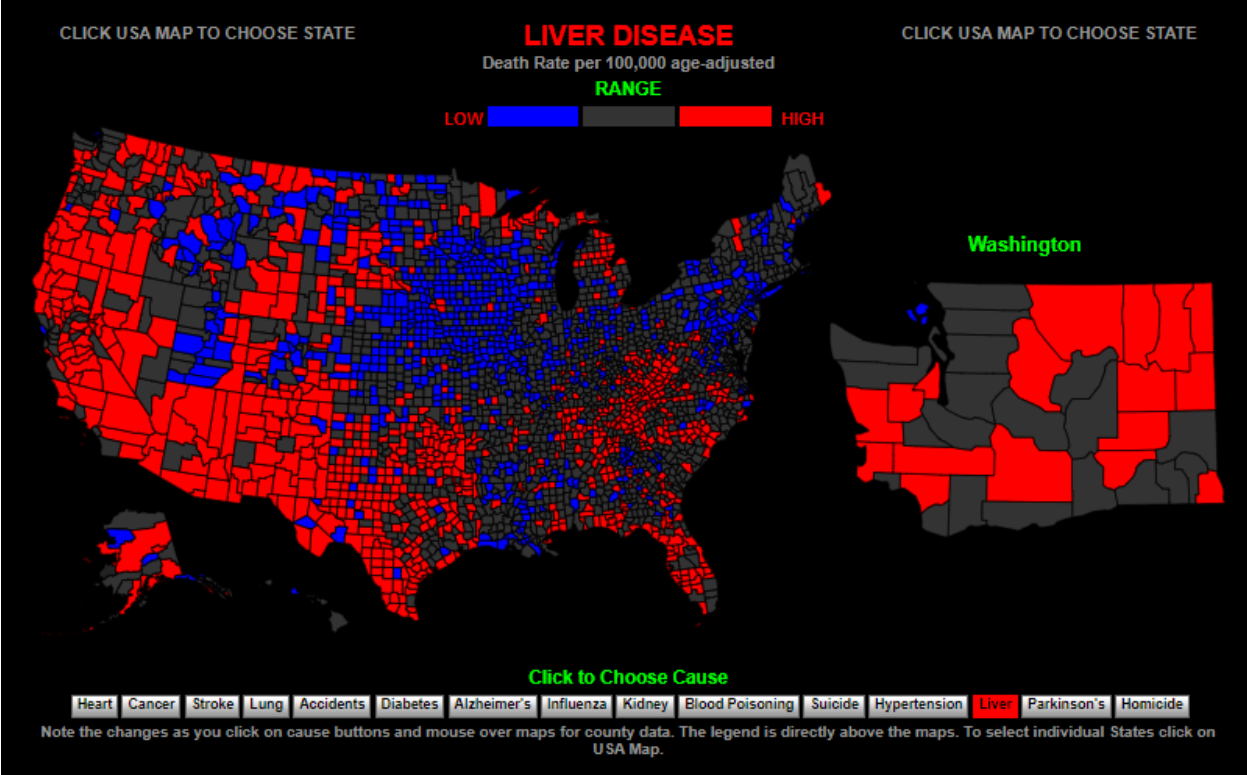 CLICK USA MAP TO CHOOSE STATE
LIVER DISEASE
CLICK USA MAP TO CHOOSE STATE
Death Rate per 100,000 age-adjusted
RANGE
LOW HIGH
Washington
Click to Choose Cause
Heart Cancer Stroke Lung Accidents Diabetes Alzheimer's Influenza Kidney Blood Poisoning Suicide Hypertension Liver Parkinson's Homicide
Note the changes as you click on cause buttons and mouse over maps for county data. The legend is directly above the maps. To select individual States click on
USA Map.